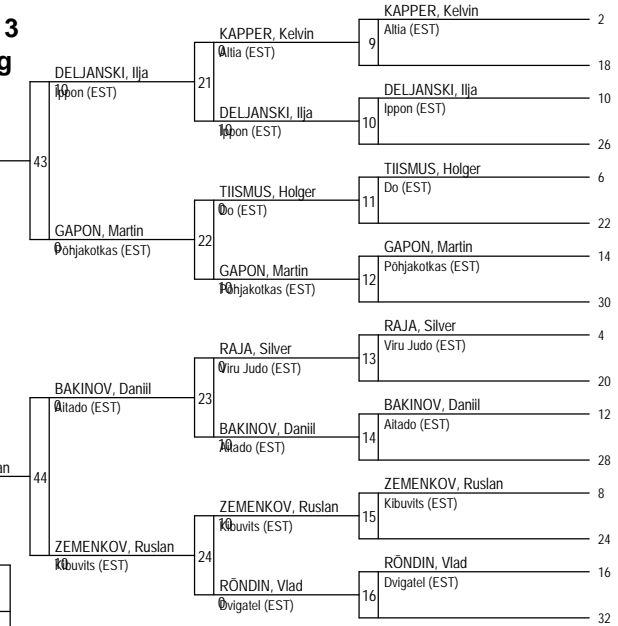 3
g
KAPPER, Kelvin
Altia (EST)
9
2
18
KAPPER, Kelvin
0
Altia (EST)
21
DELJANSKI, Ilja
10
Ippon (EST)
DELJANSKI, Ilja
Ippon (EST)
10
10
26
DELJANSKI, Ilja
10
Ippon (EST)
43
TIISMUS, Holger
Do (EST)
11
6
22
TIISMUS, Holger
0
Do (EST)
22
GAPON, Martin
0
Põhjakotkas (EST)
GAPON, Martin
Põhjakotkas (EST)
12
14
30
GAPON, Martin
10
Põhjakotkas (EST)
RAJA, Silver
Viru Judo (EST)
13
4
20
RAJA, Silver
0
Viru Judo (EST)
23
BAKINOV, Daniil
0
Aitado (EST)
BAKINOV, Daniil
Aitado (EST)
14
12
28
BAKINOV, Daniil
10
Aitado (EST)
an
44
ZEMENKOV, Ruslan
Kibuvits (EST)
15
8
24
ZEMENKOV, Ruslan
10
Kibuvits (EST)
24
ZEMENKOV, Ruslan
10
Kibuvits (EST)
RÕNDIN, Vlad
Dvigatel (EST)
16
16
32
RÕNDIN, Vlad
0
Dvigatel (EST)